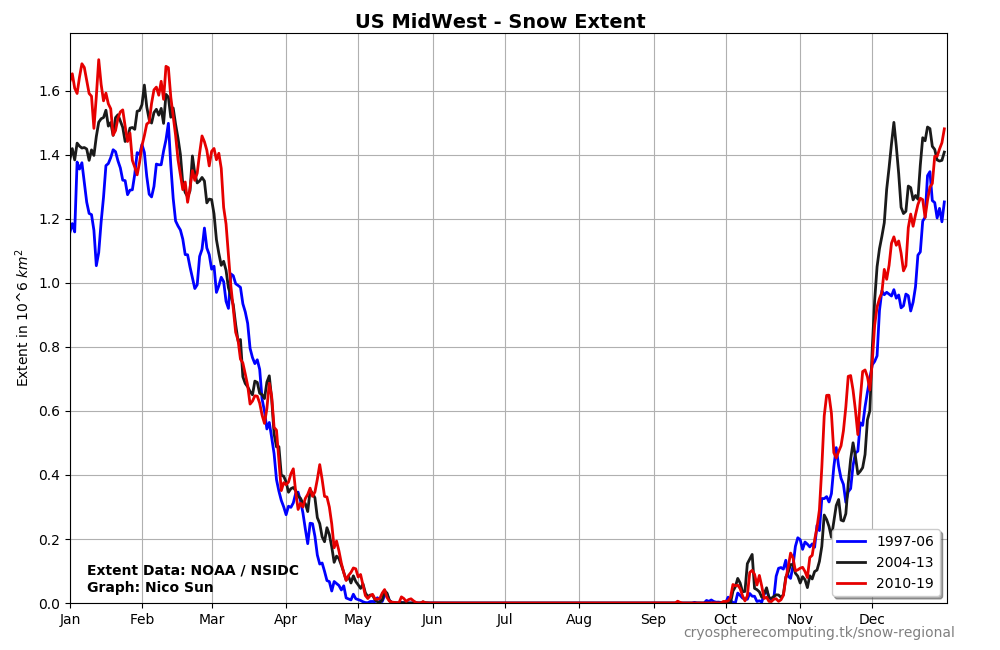 US MidWest - Snow Extent
Extent in 10^6 km²
1.6
1.4
1.2
1.0
0.8
0.6
0.4
0.2
0.0
1997-06
2004-13
2010-19
Extent Data: NOAA / NSIDC
Graph: Nico Sun
Jan Feb Mar Apr May Jun Jul Aug Sep Oct Nov Dec
cryospherecomputing.tk/snow-regional